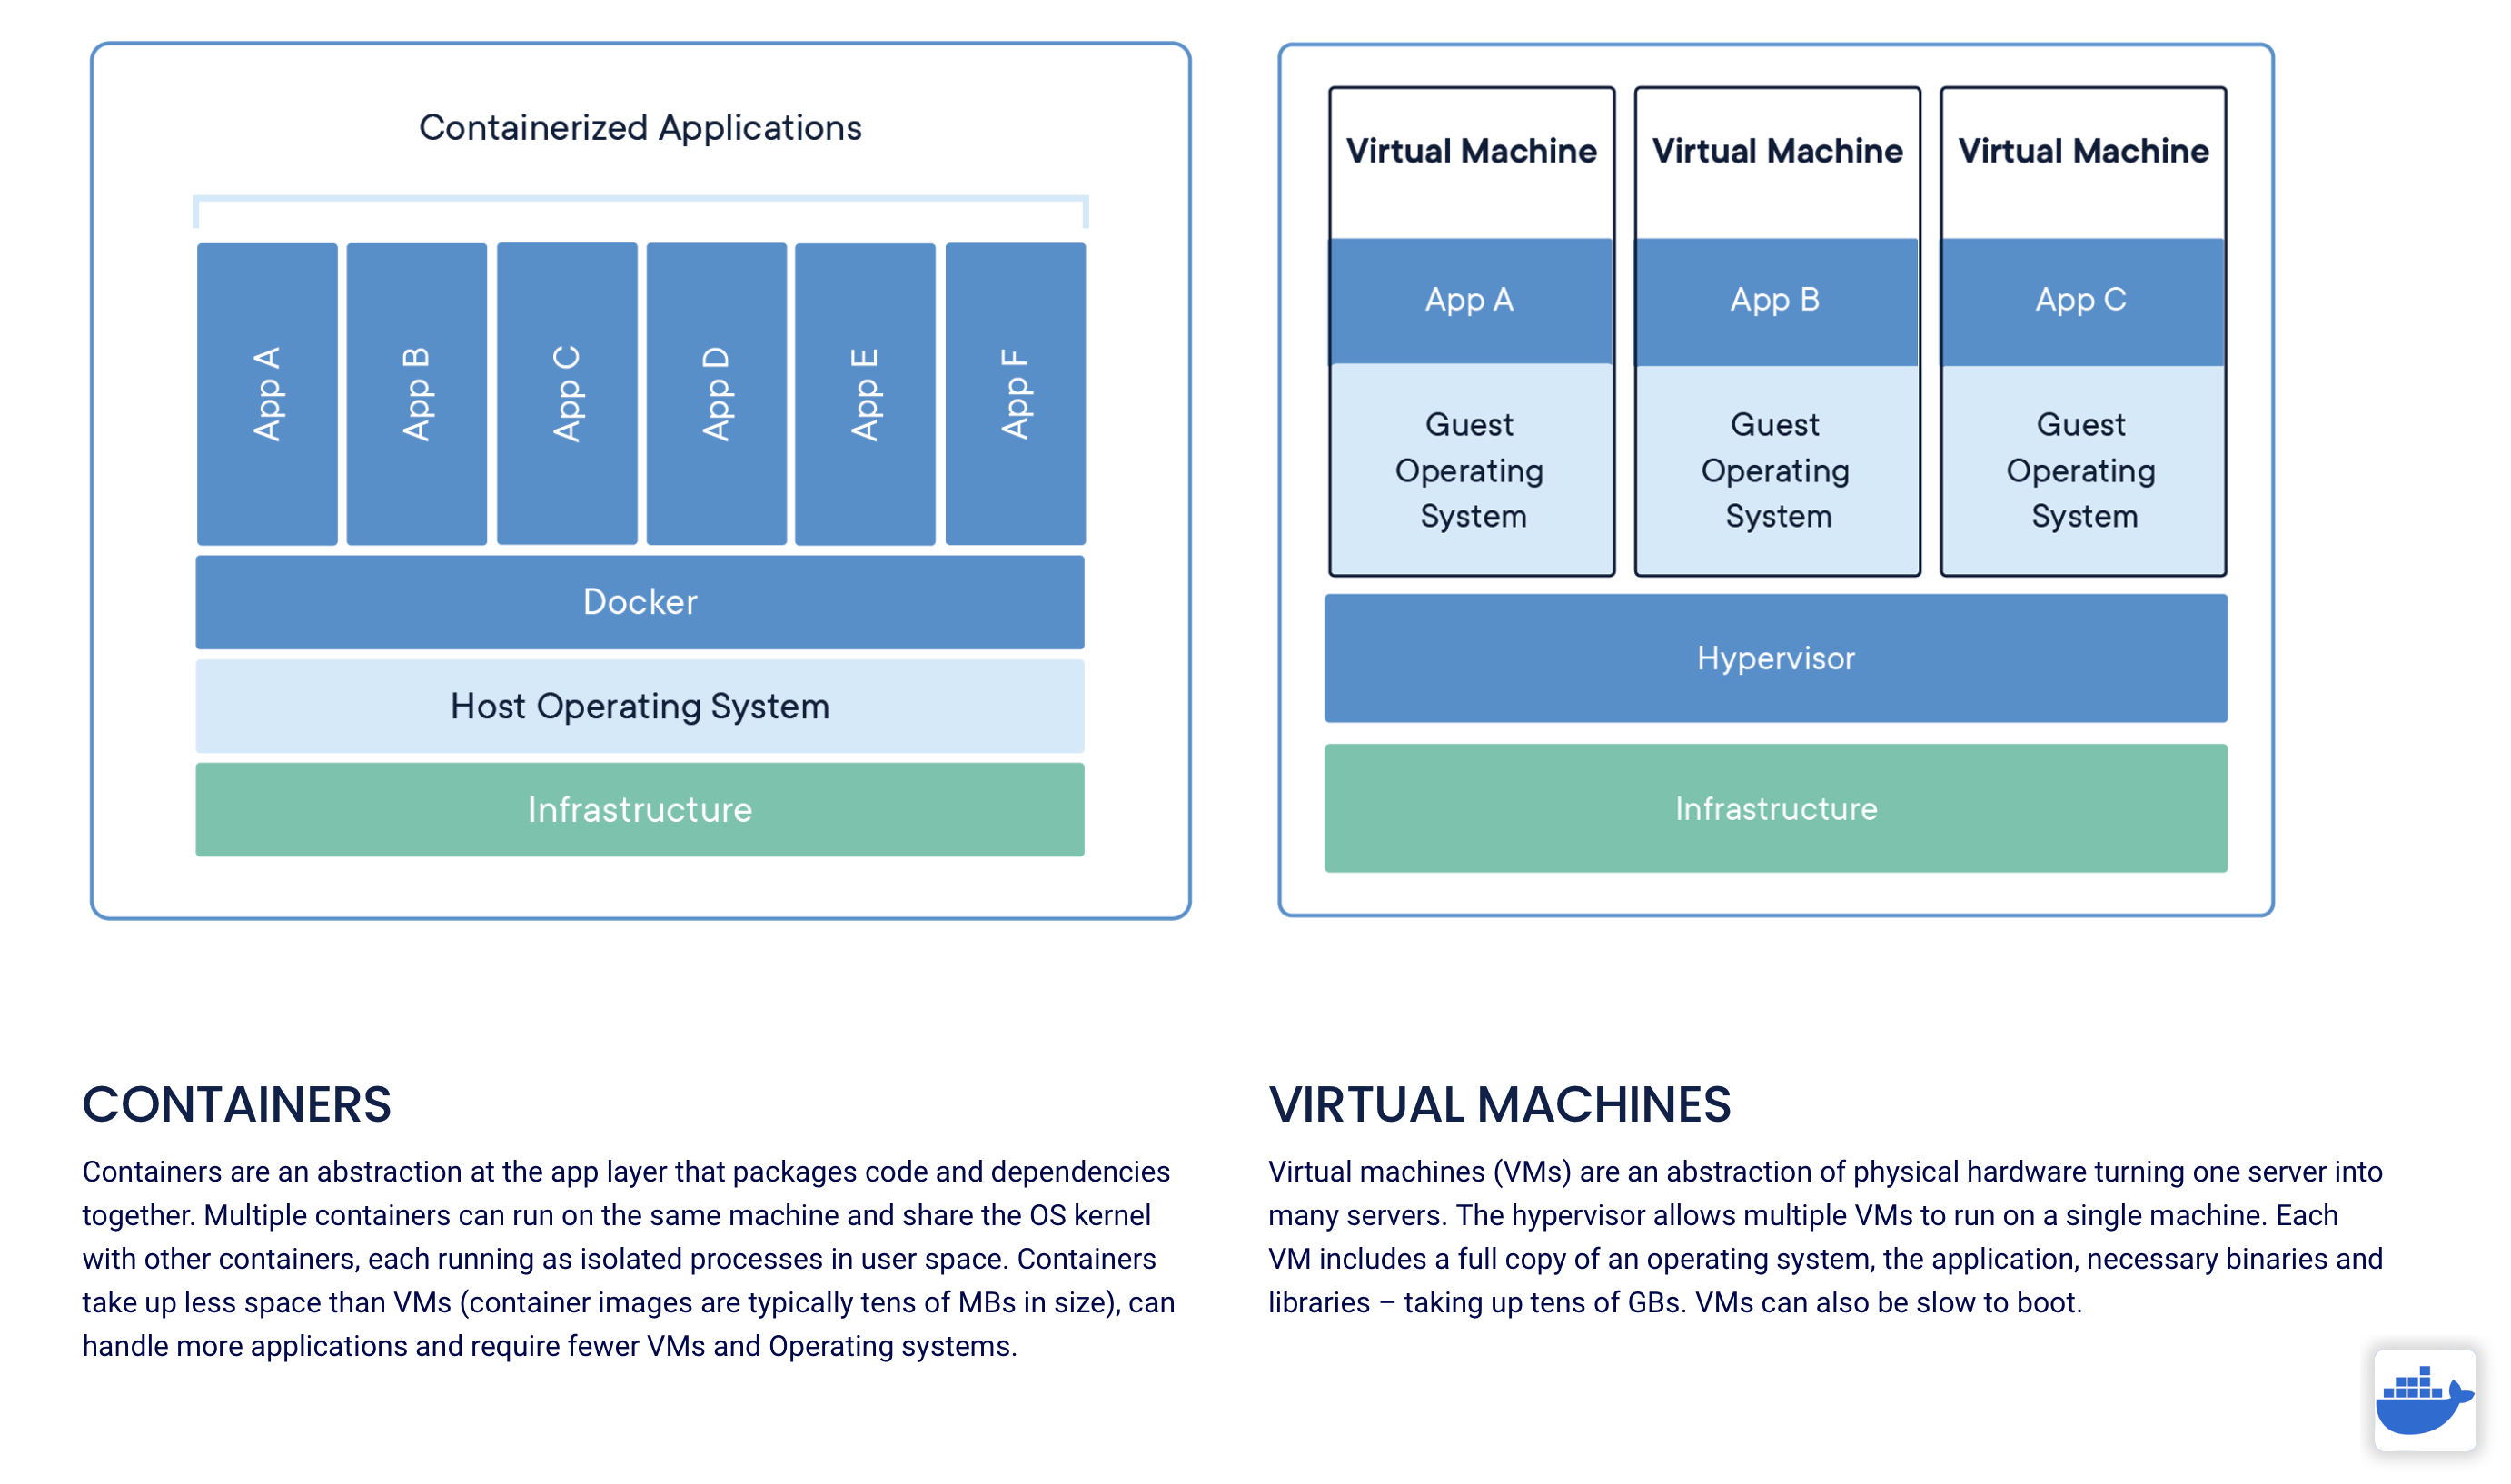 Containerized Applications
App A
App B
App C
App D
App E
App F
Docker
Host Operating System
Infrastructure
Virtual Machine
App A
Guest
Operating
System
Virtual Machine
App B
Guest
Operating
System
Virtual Machine
App C
Guest
Operating
System
Hypervisor
Infrastructure
CONTAINERS
Containers are an abstraction at the app layer that packages code and dependencies
together. Multiple containers can run on the same machine and share the OS kernel
with other containers, each running as isolated processes in user space. Containers
take up less space than VMs (container images are typically tens of MBs in size), can
handle more applications and require fewer VMs and Operating systems.
VIRTUAL MACHINES
Virtual machines (VMs) are an abstraction of physical hardware turning one server into
many servers. The hypervisor allows multiple VMs to run on a single machine. Each
VM includes a full copy of an operating system, the application, necessary binaries and
libraries – taking up tens of GBs. VMs can also be slow to boot.